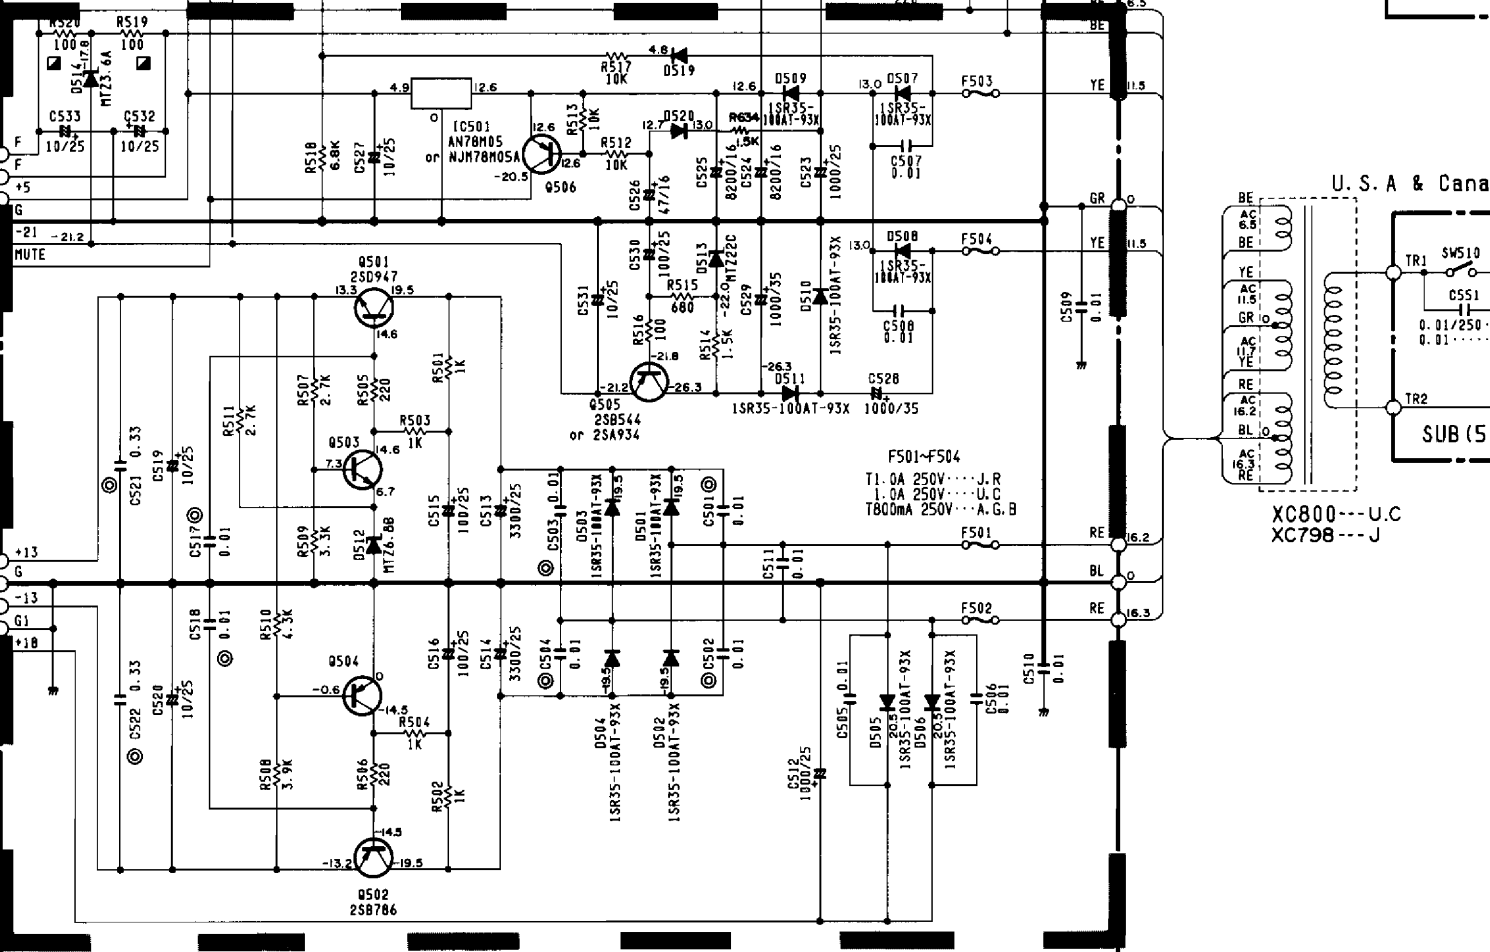 R520
R519
100
100
-17.8
D514
MTZ3.6A
C533
C532
10/25
10/25
F
F
+5
G
-21
-21.2
MUTE
R517
10K
4.8
D519
4.9
12.6
0
IC501
AN78M05
or NJM78M05A
R518
6.8K
C527
10/25
12.6
12.6
-20.5
Q506
R513
10K
R512
10K
12.7
D520
13.0
R634
1.5K
12.6
D509
1SR35-
100AT-93X
13.0
D507
1SR35-
100AT-93X
F503
YE
11.5
6.5
BE
C507
0.01
C526
47/16
C525
8200/16
C524
8200/16
C523
1000/25
GR
0
13.0
D508
1SR35-
100AT-93X
F504
YE
11.5
C508
0.01
C509
0.01
C530
100/25
D513
MTZ22C
R515
680
-22.0
C529
1000/35
D510
1SR35-100AT-93X
C531
10/25
R516
100
R514
1.5K
-21.8
-21.2
-26.3
Q505
2SB544
or 2SA934
-26.3
D511
1SR35-100AT-93X
C528
1000/35
Q501
2SD947
13.3
19.5
14.6
R501
1K
R507
2.7K
R505
220
R511
2.7K
R503
1K
Q503
14.6
7.3
6.7
C521
0.33
C519
10/25
C517
0.01
R509
3.3K
D512
MTZ6.8B
C515
100/25
C513
3300/25
C503
0.01
D503
1SR35-100AT-93X
19.5
D501
1SR35-100AT-93X
19.5
C501
0.01
C511
0.01
F501~F504
T1.0A 250V····J.R
1.0A 250V····U.C
T800mA 250V···A.G.B
F501
RE
16.2
BL
0
F502
RE
16.3
+13
G
-13
G1
+18
C518
0.01
R510
4.3K
Q504
0
-0.6
-14.5
R504
1K
C516
100/25
C514
3300/25
C504
0.01
-19.5
-19.5
C502
0.01
D504
1SR35-100AT-93X
D502
1SR35-100AT-93X
C522
0.33
C520
10/25
R508
3.9K
R506
220
R502
1K
-14.5
-13.2
-19.5
Q502
2SB786
C512
1000/25
C505
0.01
D505
20.5
1SR35-100AT-93X
D506
20.5
1SR35-100AT-93X
C506
0.01
C510
0.01
U.S.A & Cana
BE
AC
6.5
BE
YE
AC
11.5
GR
0
AC
11.7
YE
RE
AC
16.2
BL
0
AC
16.3
RE
TR1
SW510
C551
0.01/250·
0.01·····
TR2
SUB (5
XC800---U.C
XC798---J